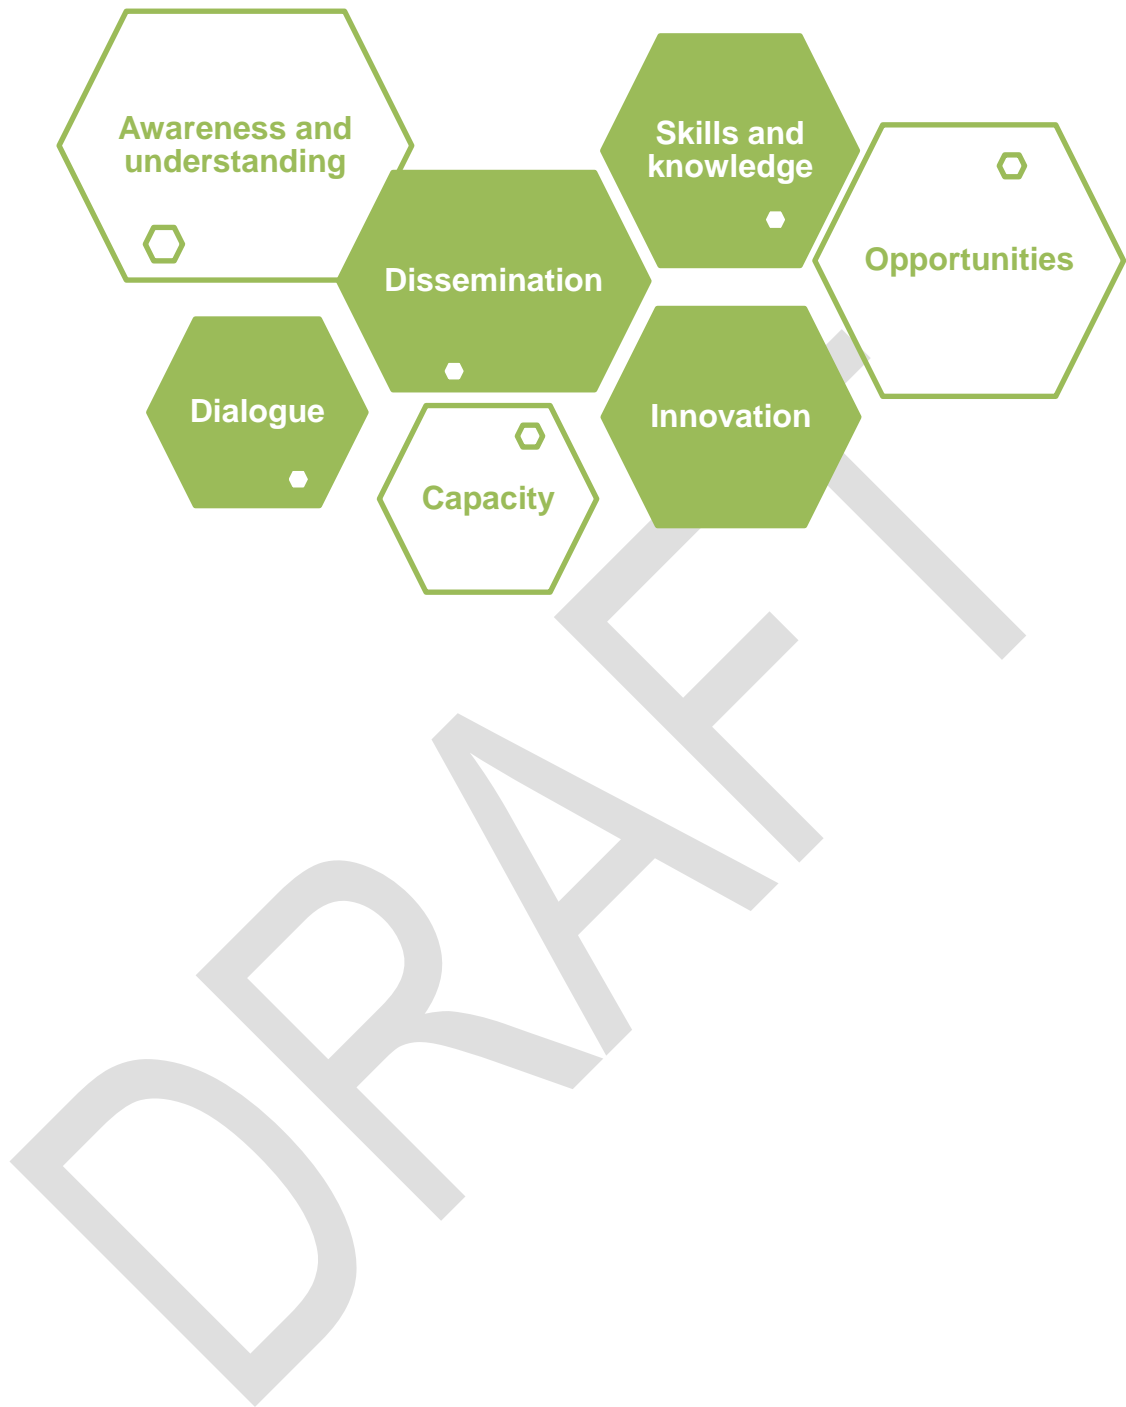 Awareness and
understanding
Skills and
knowledge
Opportunities
Dissemination
Dialogue
Innovation
Capacity
DRAFT